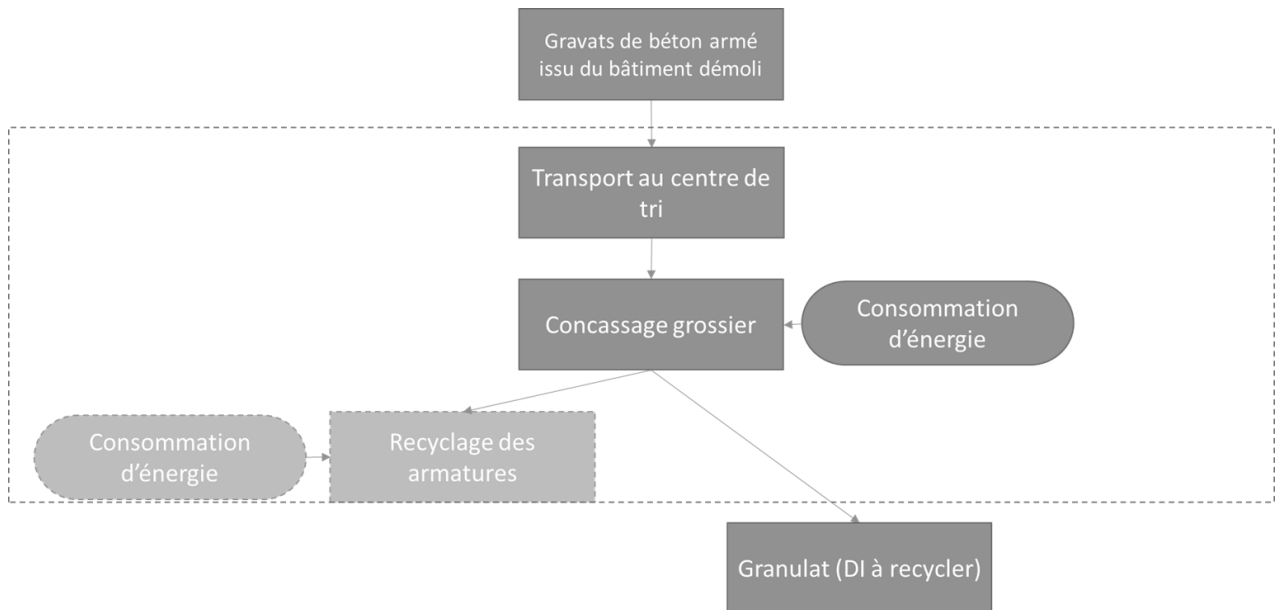 Gravats de béton armé
issu du bâtiment démoli
Transport au centre de
tri
Concassage grossier
Consommation
d’énergie
Consommation
d’énergie
Recyclage des
armatures
Granulat (DI à recycler)